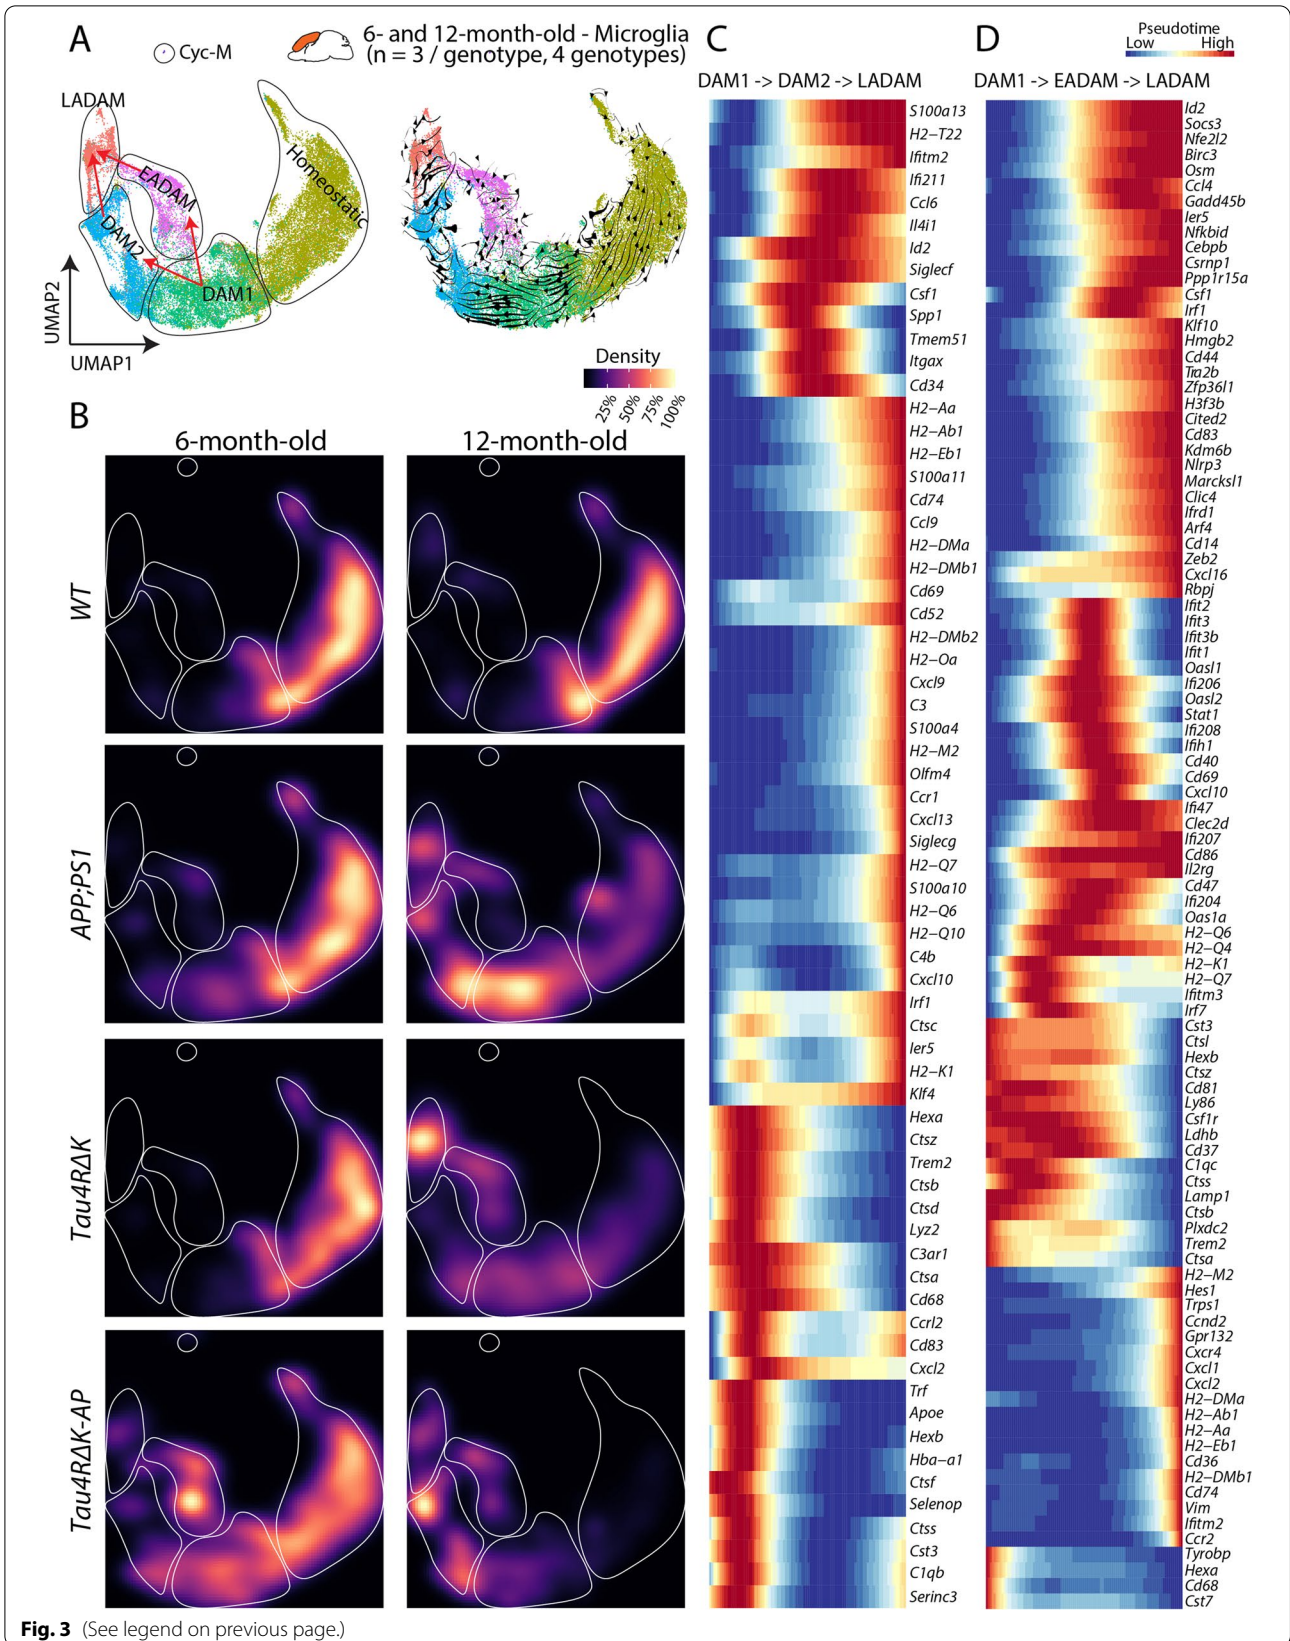 A
Cyc-M
6- and 12-month-old - Microglia
(n = 3 / genotype, 4 genotypes)
LADAM
EADAM
DAM2
DAM1
Homeostatic
UMAP2
UMAP1
Density
25%
50%
75%
100%
B
6-month-old
12-month-old
WT
APP;PS1
Tau4RΔK
Tau4RΔK-AP
C
DAM1 -> DAM2 -> LADAM
S100a13
H2−T22
Ifitm2
Ifi211
Ccl6
Il4i1
Id2
Siglecf
Csf1
Spp1
Tmem51
Itgax
Cd34
H2−Aa
H2−Ab1
H2−Eb1
S100a11
Cd74
Ccl9
H2−DMa
H2−DMb1
Cd69
Cd52
H2−DMb2
H2−Oa
Cxcl9
C3
S100a4
H2−M2
Olfm4
Ccr1
Cxcl13
Siglecg
H2−Q7
S100a10
H2−Q6
H2−Q10
C4b
Cxcl10
Irf1
Ctsc
Ier5
H2−K1
Klf4
Hexa
Ctsz
Trem2
Ctsb
Ctsd
Lyz2
C3ar1
Ctsa
Cd68
Ccrl2
Cd83
Cxcl2
Trf
Apoe
Hexb
Hba−a1
Ctsf
Selenop
Ctss
Cst3
C1qb
Serinc3
D
Pseudotime
Low High
DAM1 -> EADAM -> LADAM
Id2
Socs3
Nfe2l2
Birc3
Osm
Ccl4
Gadd45b
Ier5
Nfkbid
Cebpb
Csrnp1
Ppp1r15a
Csf1
Irf1
Klf10
Hmgb2
Cd44
Tra2b
Zfp36l1
H3f3b
Cited2
Cd83
Kdm6b
Nlrp3
Marcksl1
Clic4
Ifrd1
Arf4
Cd14
Zeb2
Cxcl16
Rbpj
Ifit2
Ifit3
Ifit3b
Ifit1
Oasl1
Ifi206
Oasl2
Stat1
Ifi208
Ifih1
Cd40
Cd69
Cxcl10
Ifi47
Clec2d
Ifi207
Cd86
Il2rg
Cd47
Ifi204
Oas1a
H2−Q6
H2−Q4
H2−K1
H2−Q7
Ifitm3
Irf7
Cst3
Ctsl
Hexb
Ctsz
Cd81
Ly86
Csf1r
Ldhb
Cd37
C1qc
Ctss
Lamp1
Ctsb
Plxdc2
Trem2
Ctsa
H2−M2
Hes1
Trps1
Ccnd2
Gpr132
Cxcr4
Cxcl1
Cxcl2
H2−DMa
H2−Ab1
H2−Aa
H2−Eb1
Cd36
H2−DMb1
Cd74
Vim
Ifitm2
Ccr2
Tyrobp
Hexa
Cd68
Cst7
Fig. 3 (See legend on previous page.)